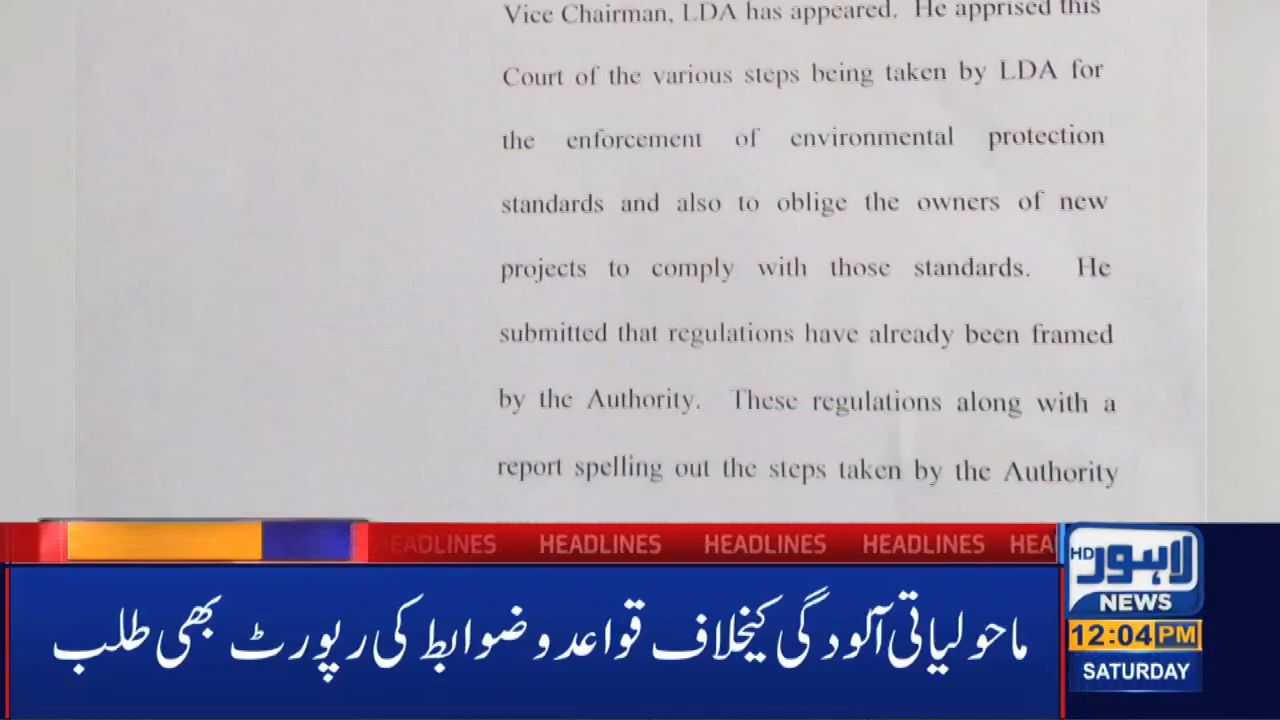 Vice Chairman, LDA has appeared. He apprised this
Court of the various steps being taken by LDA for
the enforcement of environmental protection
standards and also to oblige the owners of new
projects to comply with those standards. He
submitted that regulations have already been framed
by the Authority. These regulations along with a
report spelling out the steps taken by the Authority
HEADLINES HEADLINES HEADLINES HEADLINES HEA
ماحولیاتی آلودگی کیخلاف قواعد و ضوابط کی رپورٹ بھی طلب
HD لاہور
NEWS
12:04 PM
SATURDAY